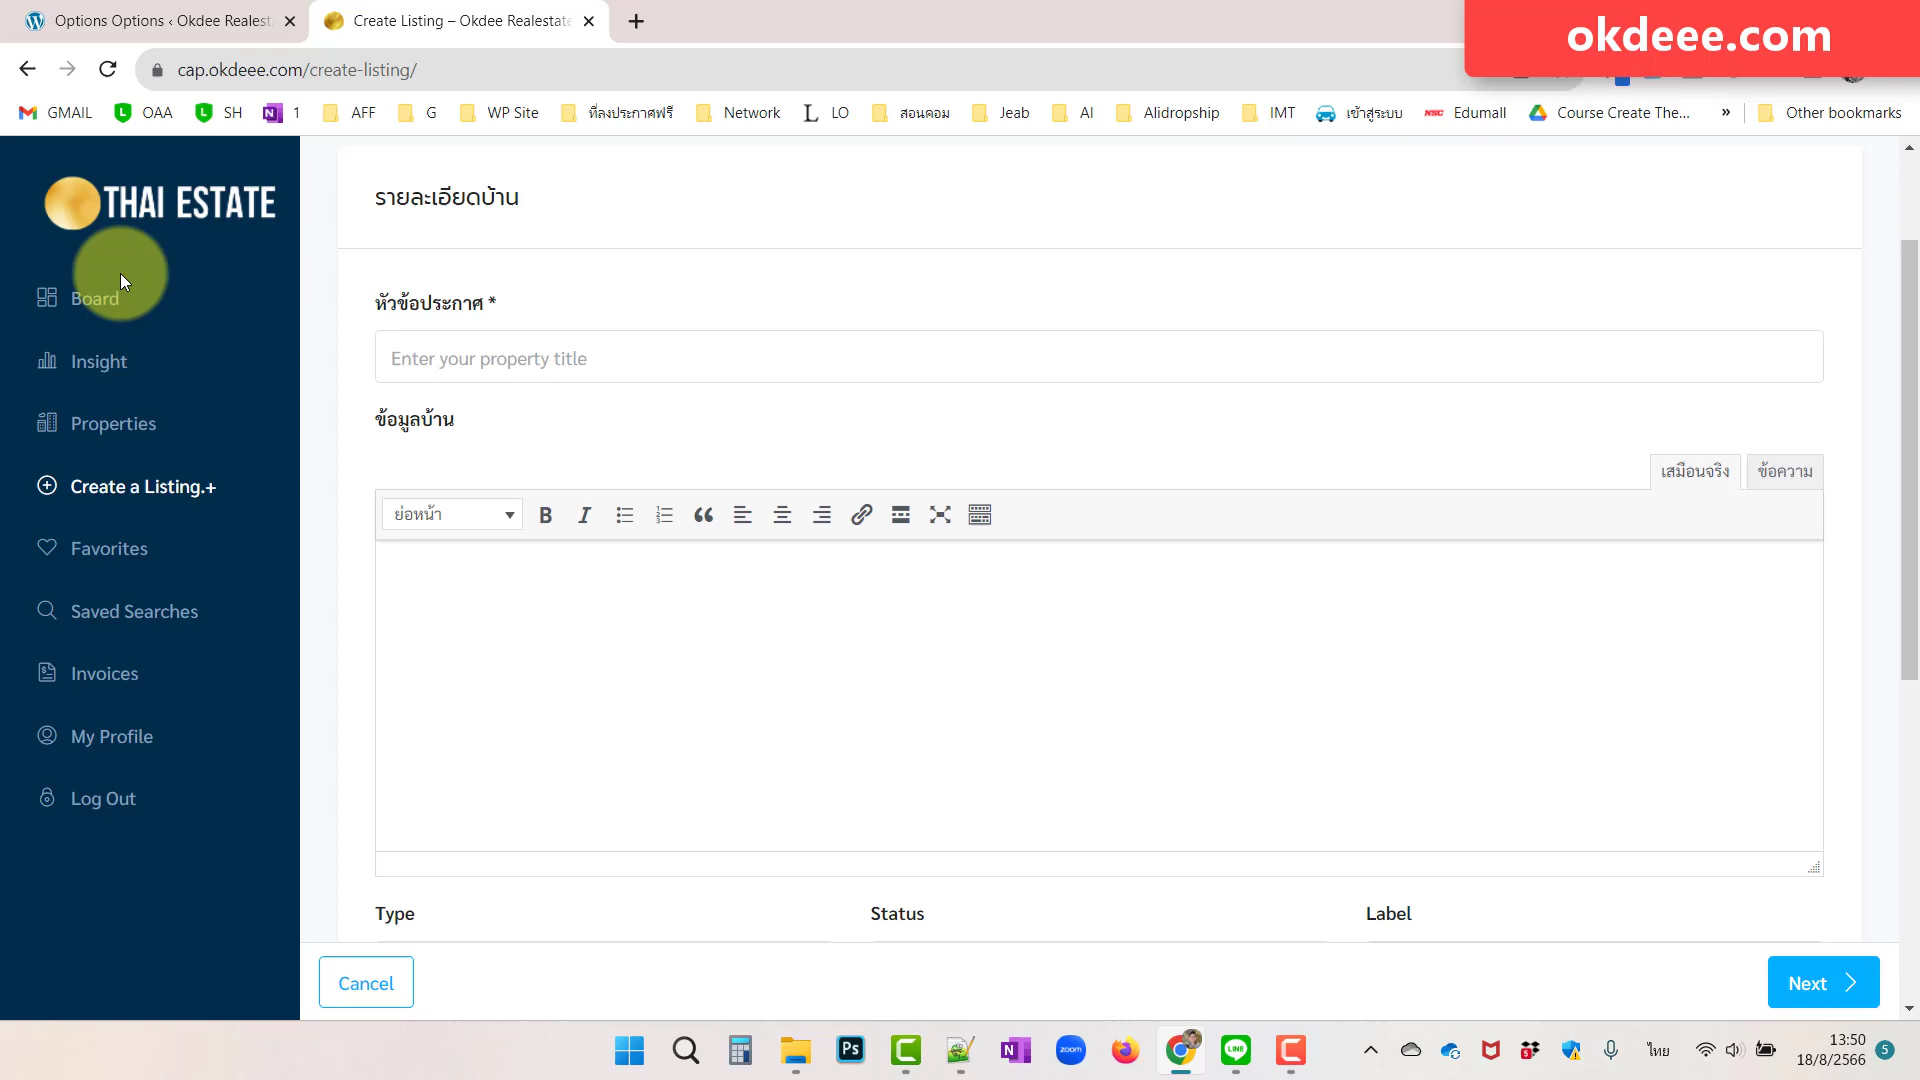 Options Options ‹ Okdee Realest
Create Listing – Okdee Realestate
okdeee.com
cap.okdeee.com/create-listing/
GMAIL
OAA
SH
1
AFF
G
WP Site
ที่ลงประกาศฟรี
Network
LO
สอนคอม
Jeab
AI
Alidropship
IMT
เข้าสู่ระบบ
NSC
Edumall
Course Create The...
»
Other bookmarks
THAI ESTATE
Board
Insight
Properties
Create a Listing.+
Favorites
Saved Searches
Invoices
My Profile
Log Out
รายละเอียดบ้าน
หัวข้อประกาศ *
Enter your property title
ข้อมูลบ้าน
เสมือนจริง
ข้อความ
ย่อหน้า
B
I
Type
Status
Label
Cancel
Next
Ps
zoom
LINE
ไทย
13:50
18/8/2566
5